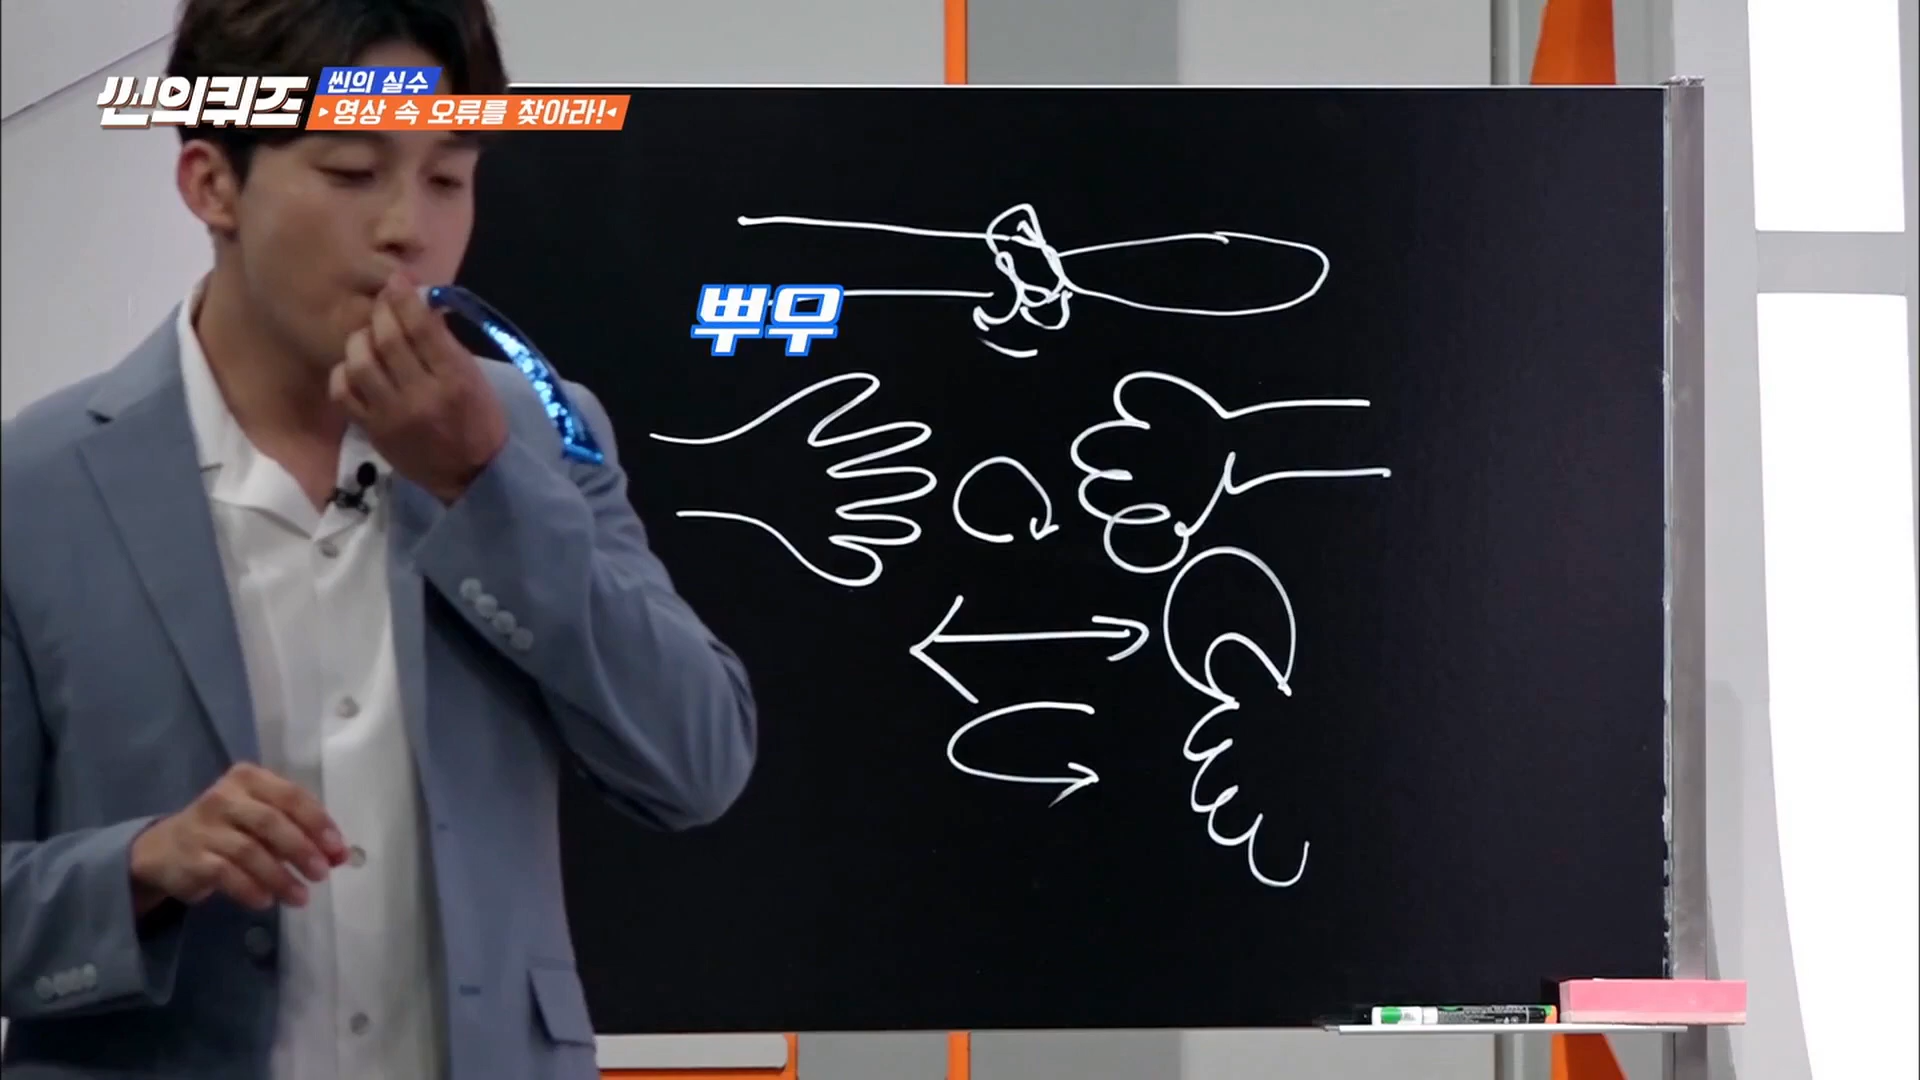 씬의퀴즈
씬의 실수
영상 속 오류를 찾아라!
뿌우